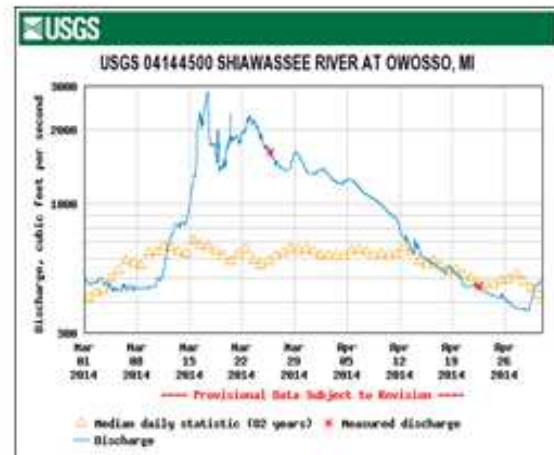 USGS
USGS 04144500 SHIAWASSEE RIVER AT OWOSSO, MI
Discharge, cubic feet per second
3000
2000
1000
300
Mar 01 2014
Mar 08 2014
Mar 15 2014
Mar 22 2014
Mar 29 2014
Apr 05 2014
Apr 12 2014
Apr 19 2014
Apr 26 2014
---- Provisional Data Subject to Revision ----
Median daily statistic (82 years)
Measured discharge
Discharge